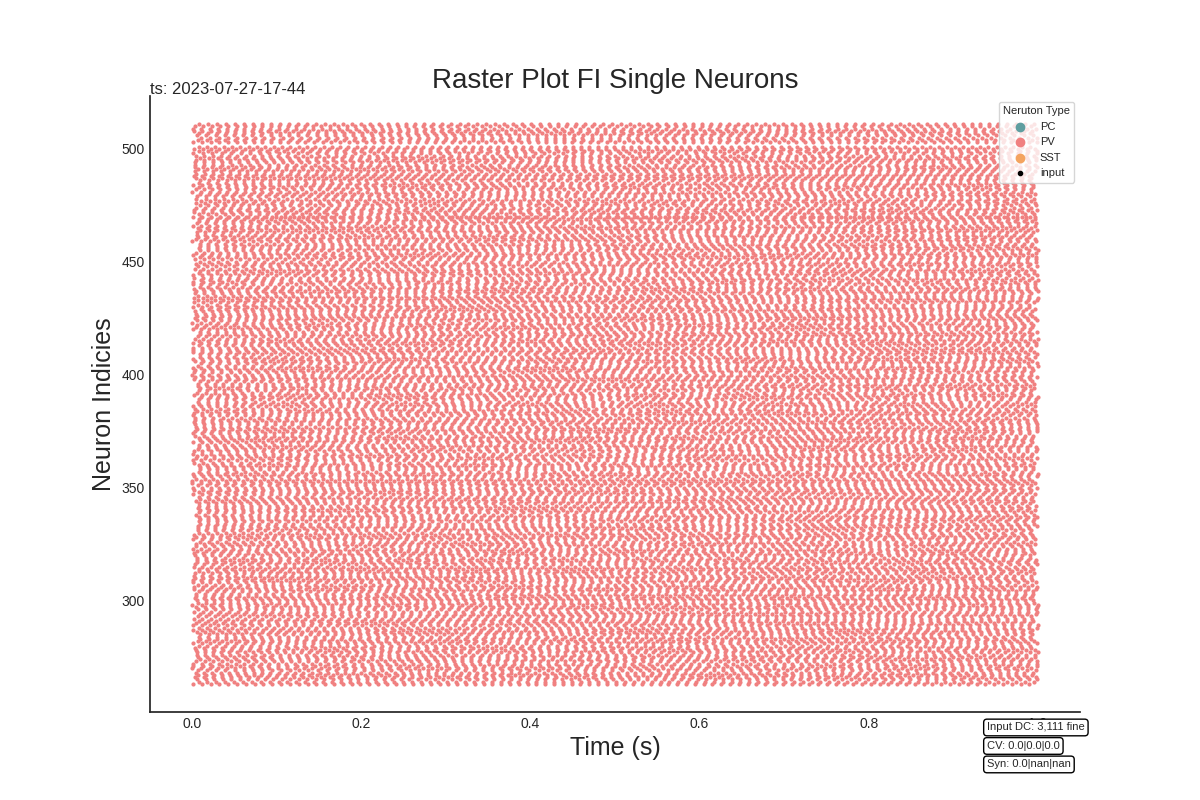 Raster Plot FI Single Neurons
ts: 2023-07-27-17-44
Neruton Type
PC
PV
SST
input
500
450
400
350
300
Neuron Indicies
0.0 0.2 0.4 0.6 0.8
Time (s)
Input DC: 3,111 fine
CV: 0.0|0.0|0.0
Syn: 0.0|nan|nan